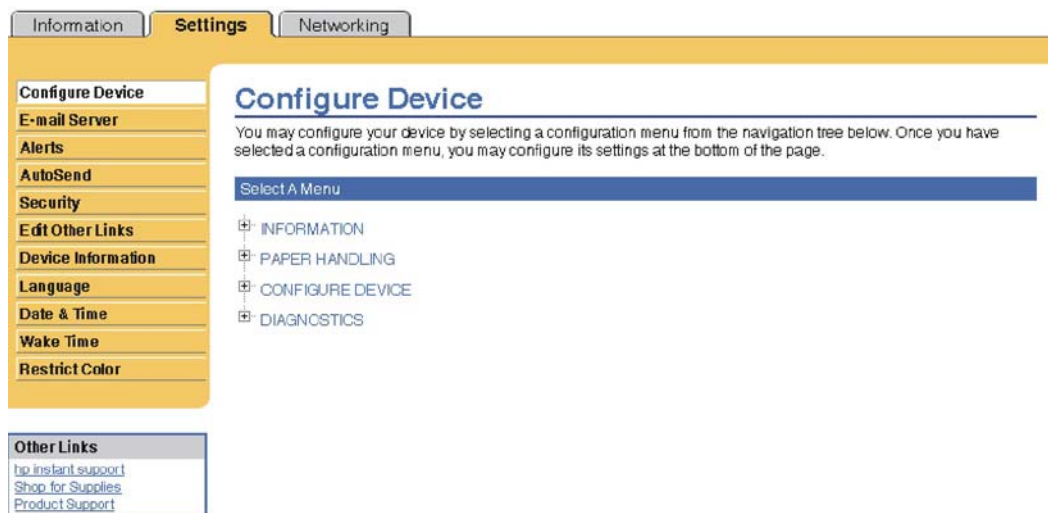 Information Settings Networking
Configure Device
E-mail Server
Alerts
AutoSend
Security
Edit Other Links
Device Information
Language
Date & Time
Wake Time
Restrict Color
Other Links
hp instant support
Shop for Supplies
Product Support
Configure Device
You may configure your device by selecting a configuration menu from the navigation tree below. Once you have
selected a configuration menu, you may configure its settings at the bottom of the page.
Select A Menu
INFORMATION
PAPER HANDLING
CONFIGURE DEVICE
DIAGNOSTICS